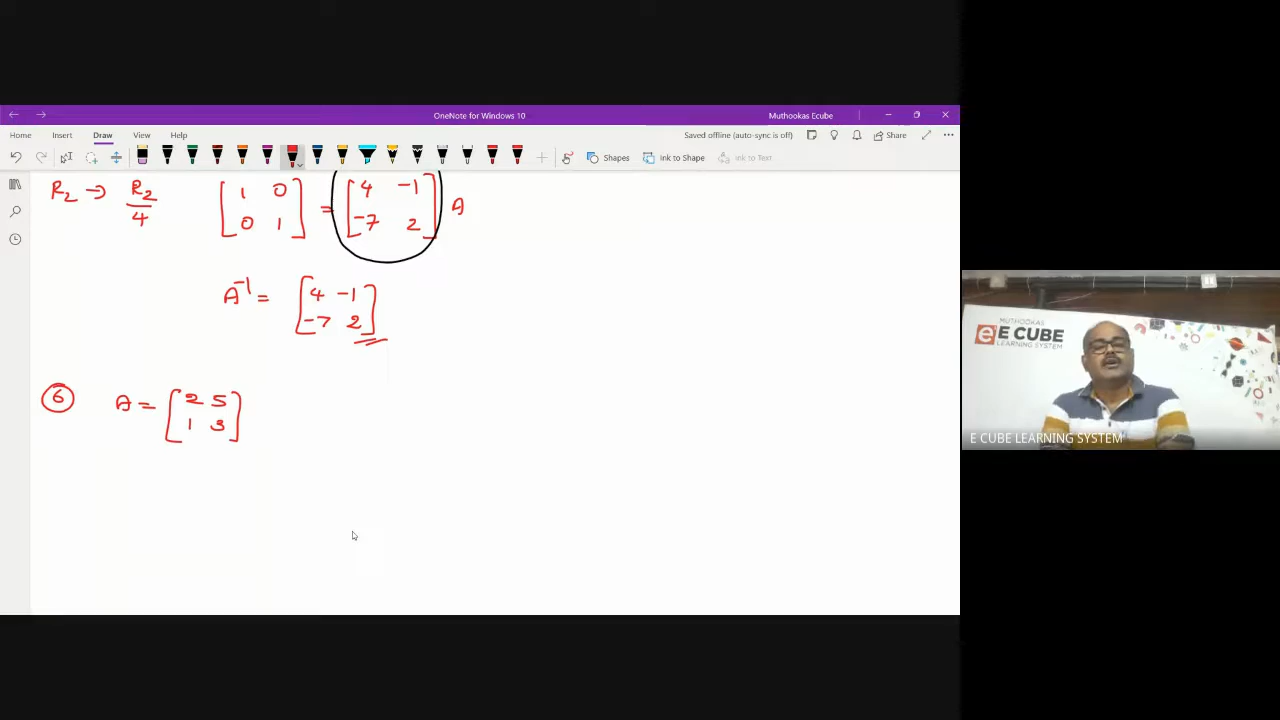 OneNote for Windows 10
Muthookas Ecube
Home Insert Draw View Help
Saved offline (auto-sync is off)
Share
Shapes
Ink to Shape
Ink to Text
R₂ → R₂/4 [1 0; 0 1] = [4 -1; -7 2] A
A⁻¹ = [4 -1; -7 2]
6 A = [2 5; 1 3]
MUTHOOKAS
e E CUBE
LEARNING SYSTEM
E CUBE LEARNING SYSTEM